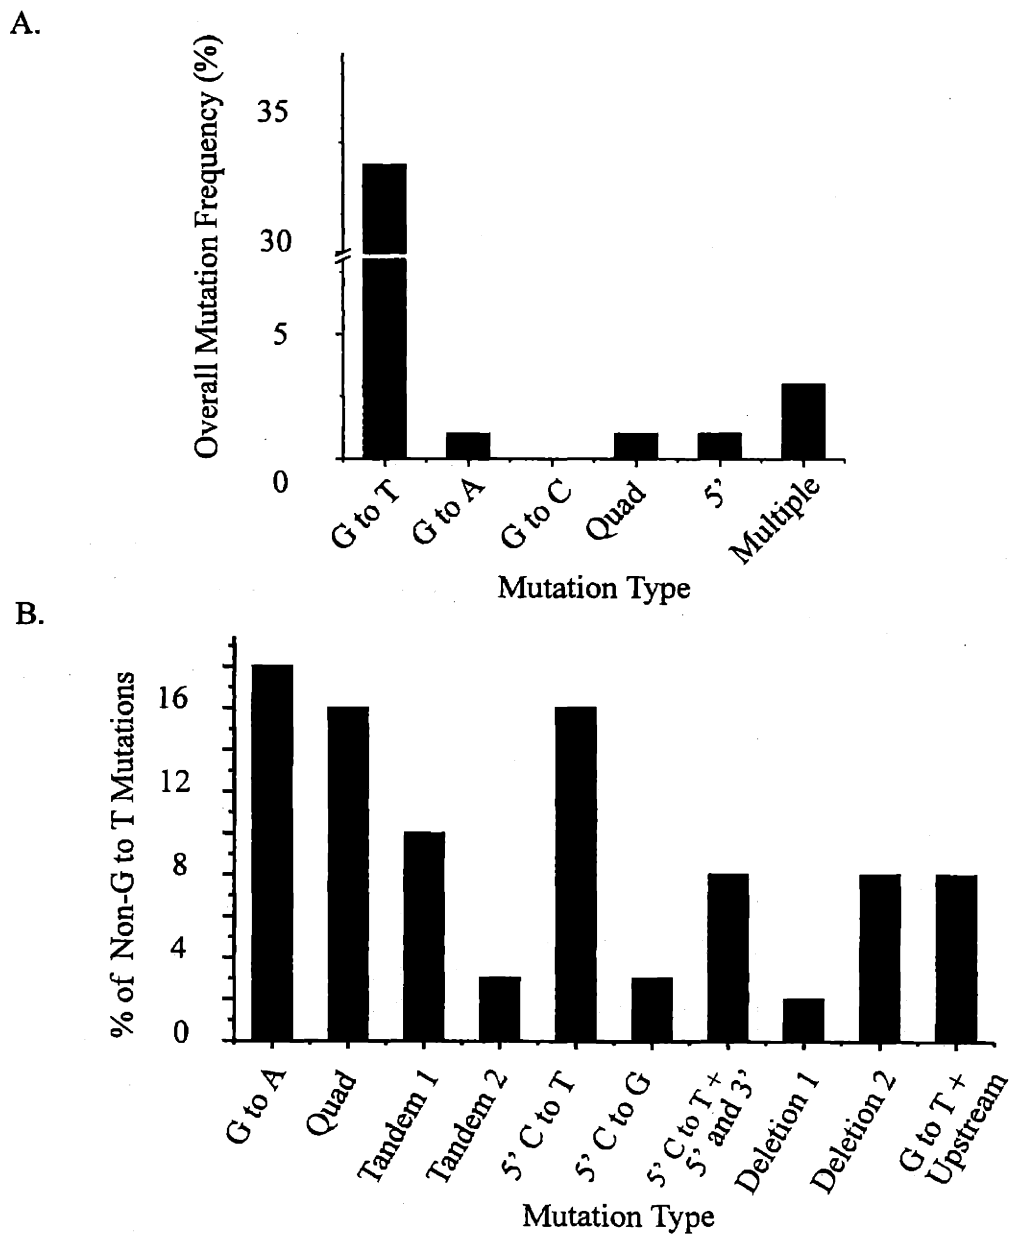 A.
Overall Mutation Frequency (%)
35
30
5
0
G to T
G to A
G to C
Quad
5’
Multiple
Mutation Type
B.
% of Non-G to T Mutations
16
12
8
4
0
G to A
Quad
Tandem 1
Tandem 2
5’ C to T
5’ C to G
5’ C to T +
5’ and 3’
Deletion 1
Deletion 2
G to T +
Upstream
Mutation Type